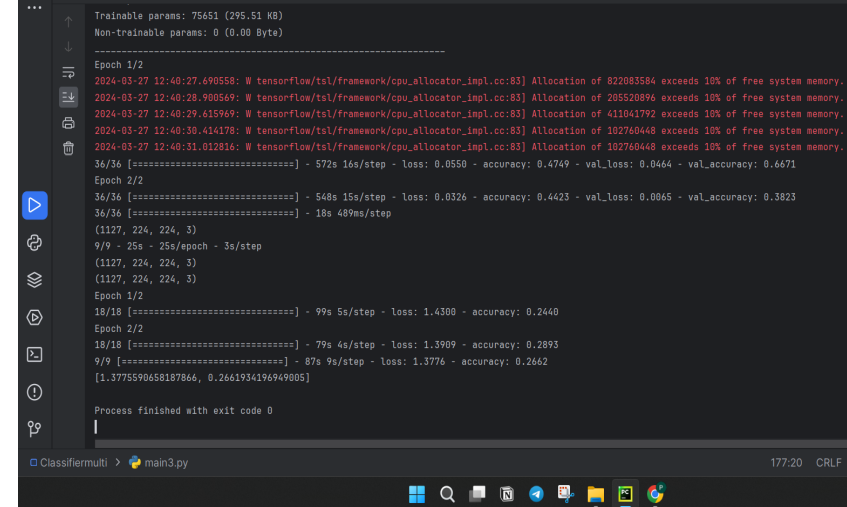 Trainable params: 75651 (295.51 KB)
Non-trainable params: 0 (0.00 Byte)
_________________________________________________________________
Epoch 1/2
2024-03-27 12:40:27.690558: W tensorflow/tsl/framework/cpu_allocator_impl.cc:83] Allocation of 822083584 exceeds 10% of free system memory.
2024-03-27 12:40:28.900569: W tensorflow/tsl/framework/cpu_allocator_impl.cc:83] Allocation of 205520896 exceeds 10% of free system memory.
2024-03-27 12:40:29.615969: W tensorflow/tsl/framework/cpu_allocator_impl.cc:83] Allocation of 411041792 exceeds 10% of free system memory.
2024-03-27 12:40:30.414178: W tensorflow/tsl/framework/cpu_allocator_impl.cc:83] Allocation of 102760448 exceeds 10% of free system memory.
2024-03-27 12:40:31.012816: W tensorflow/tsl/framework/cpu_allocator_impl.cc:83] Allocation of 102760448 exceeds 10% of free system memory.
36/36 [==============================] - 572s 16s/step - loss: 0.0550 - accuracy: 0.4749 - val_loss: 0.0464 - val_accuracy: 0.6671
Epoch 2/2
36/36 [==============================] - 548s 15s/step - loss: 0.0326 - accuracy: 0.4423 - val_loss: 0.0065 - val_accuracy: 0.3823
36/36 [==============================] - 18s 489ms/step
(1127, 224, 224, 3)
9/9 - 25s - 25s/epoch - 3s/step
(1127, 224, 224, 3)
(1127, 224, 224, 3)
Epoch 1/2
18/18 [==============================] - 99s 5s/step - loss: 1.4300 - accuracy: 0.2440
Epoch 2/2
18/18 [==============================] - 79s 4s/step - loss: 1.3909 - accuracy: 0.2893
9/9 [==============================] - 87s 9s/step - loss: 1.3776 - accuracy: 0.2662
[1.3775590658187866, 0.2661934196949005]
Process finished with exit code 0
Classifiermulti > main3.py 177:20 CRLF